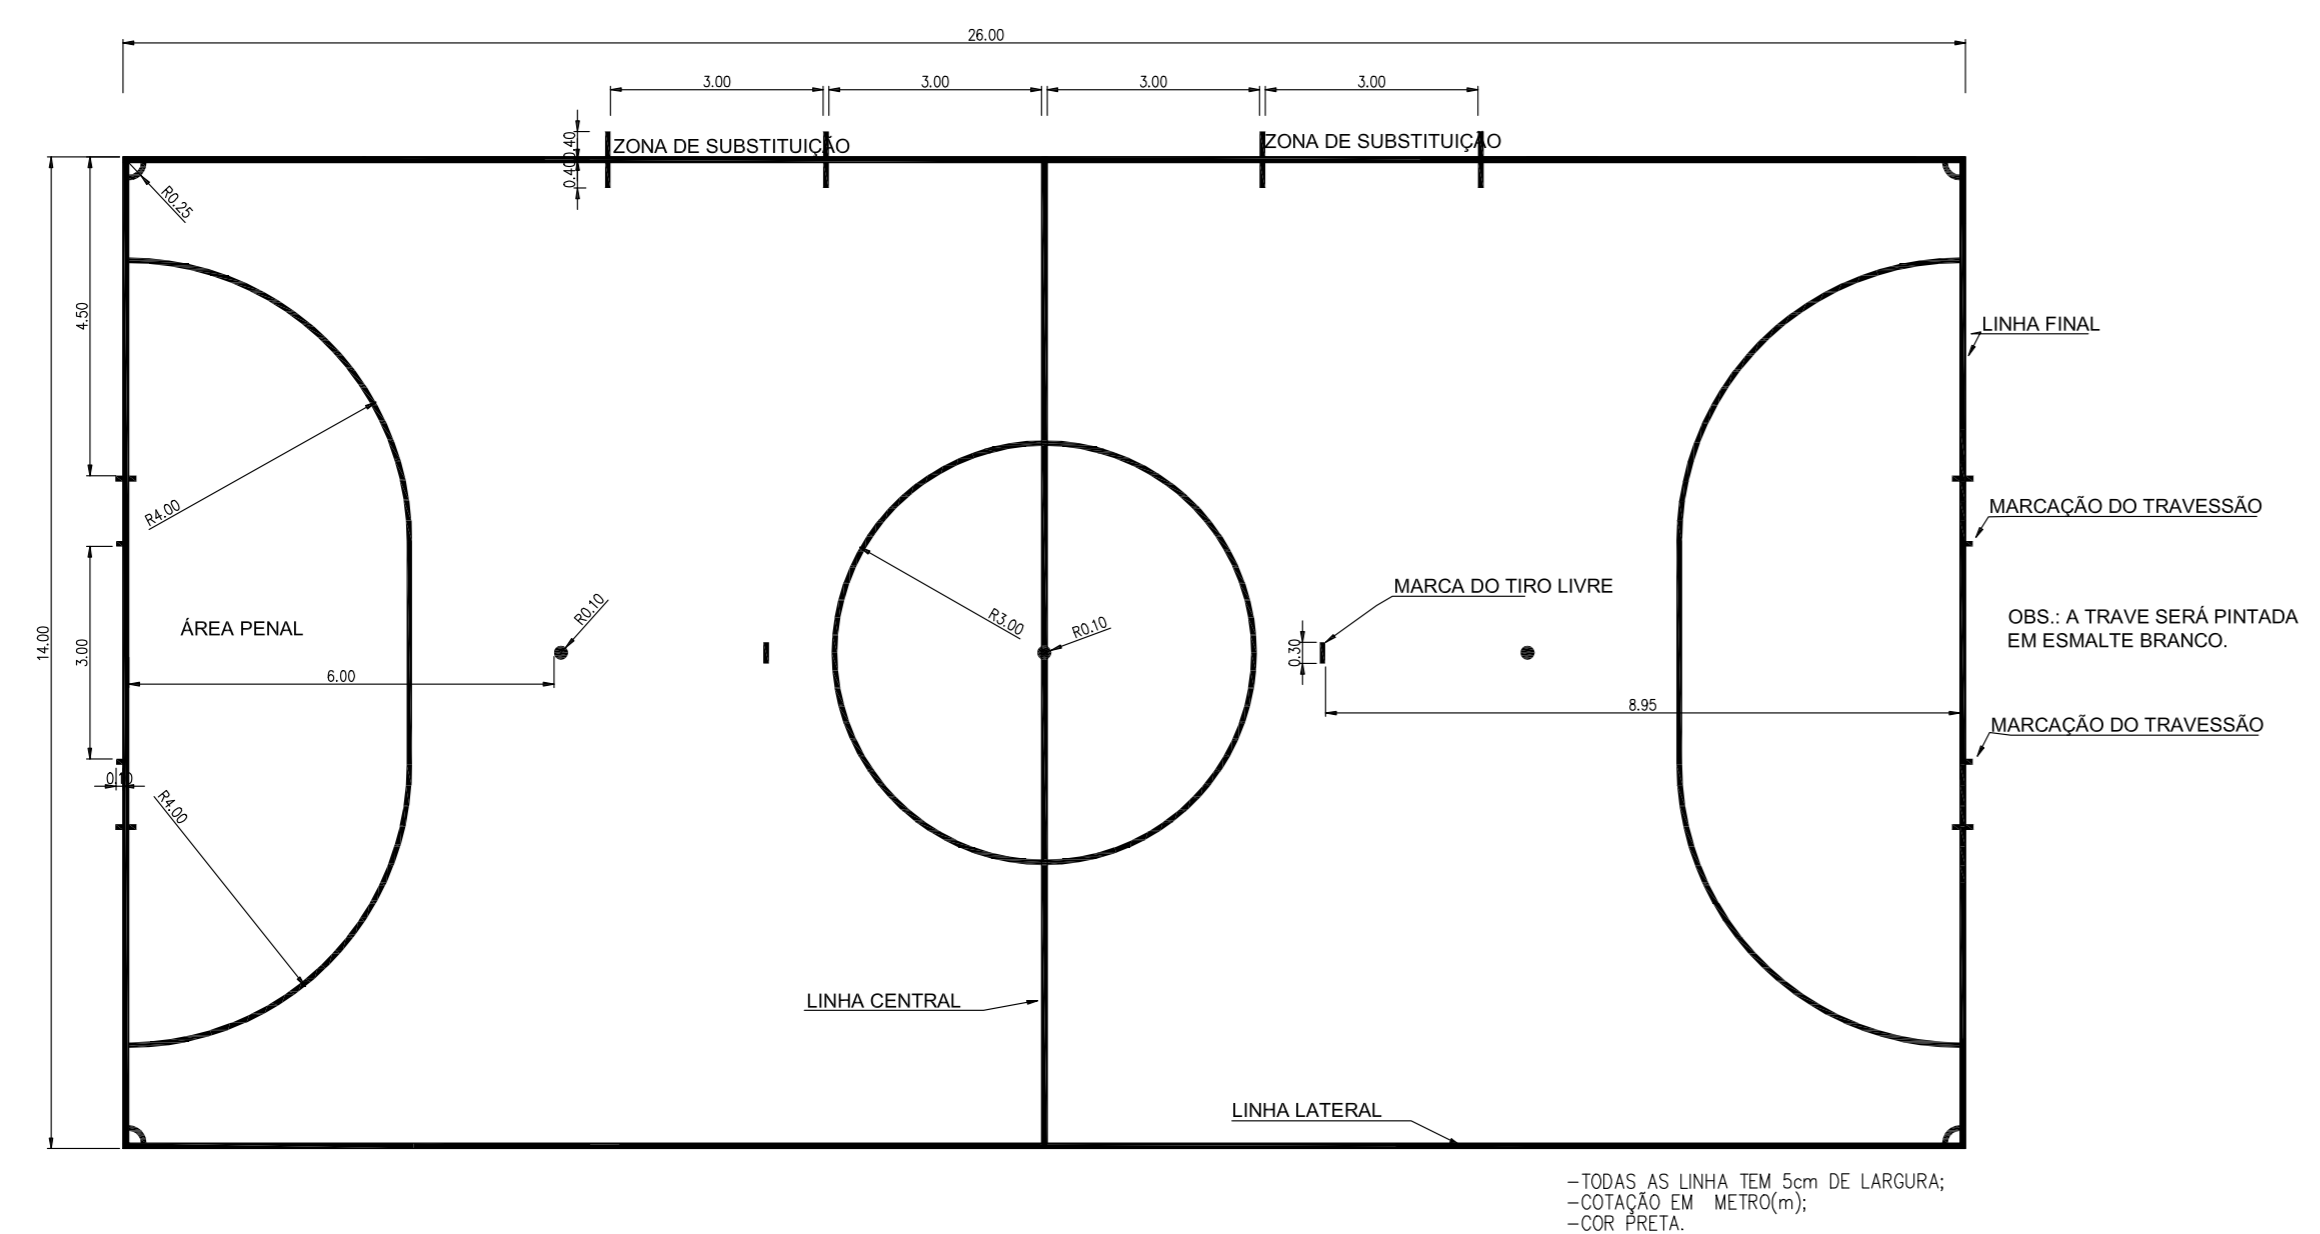 26.00
3.00
3.00
3.00
3.00
0.40
0.40
ZONA DE SUBSTITUIÇÃO
ZONA DE SUBSTITUIÇÃO
R0.25
4.50
LINHA FINAL
R4.00
MARCAÇÃO DO TRAVESSÃO
MARCA DO TIRO LIVRE
R0.10
R3.00
R0.10
ÁREA PENAL
14.00
3.00
0.30
OBS.: A TRAVE SERÁ PINTADA
EM ESMALTE BRANCO.
6.00
8.95
MARCAÇÃO DO TRAVESSÃO
0.10
R4.00
LINHA CENTRAL
LINHA LATERAL
-TODAS AS LINHA TEM 5cm DE LARGURA;
-COTAÇÃO EM METRO(m);
-COR PRETA.